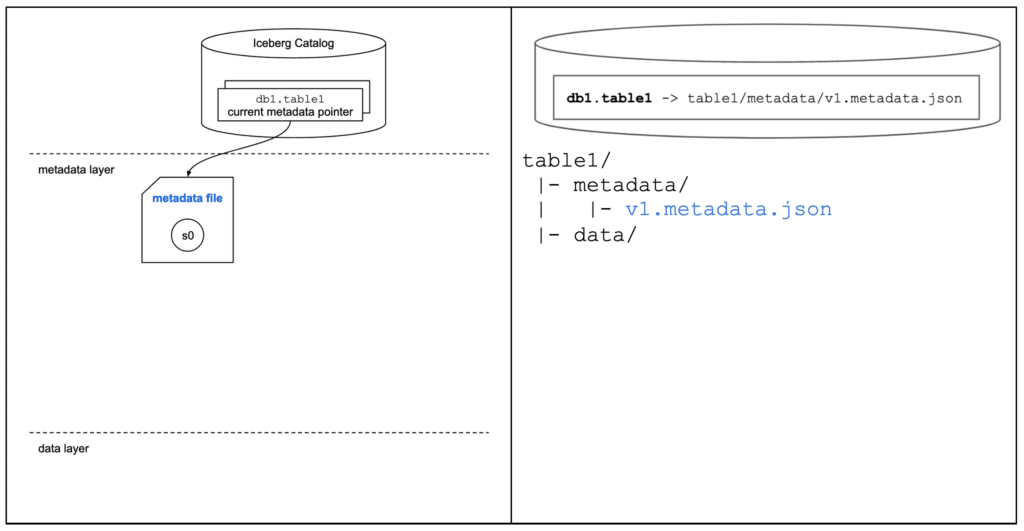 Iceberg Catalog
db1.table1
current metadata pointer
metadata layer
metadata file
s0
data layer
db1.table1 -> table1/metadata/v1.metadata.json
table1/
|- metadata/
|   |- v1.metadata.json
|- data/